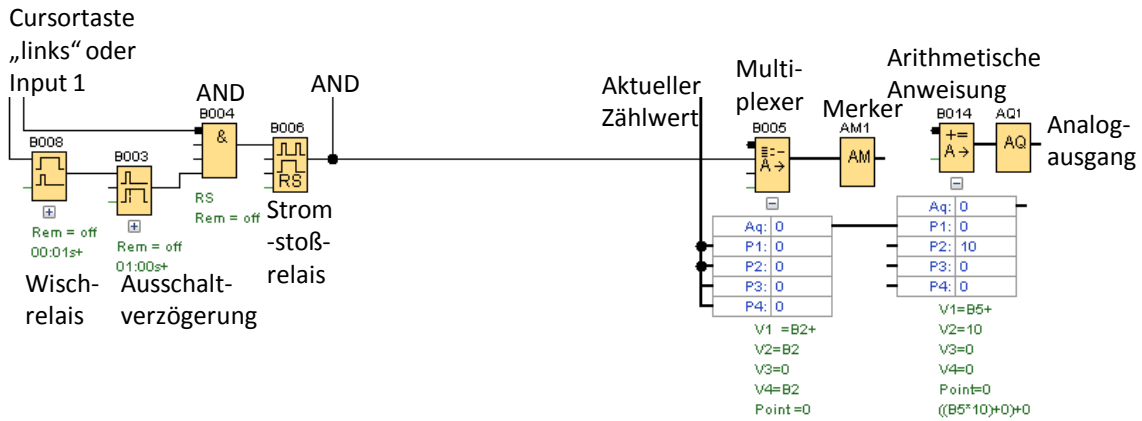 Cursortaste
„links“ oder
Input 1
AND
B004
&
AND
B008
B003
B006
RS
RS
Rem = off
Rem = off
00:01s+
Rem = off
01:00s+
Strom
-stoß-
relais
Wisch-
relais
Ausschalt-
verzögerung
Aktueller
Zählwert
Multi-
plexer
B005
A→
Merker
AM1
AM
Arithmetische
Anweisung
B014
+=
A→
AQ1
AQ
Analog-
ausgang
Aq: 0
P1: 0
P2: 0
P3: 0
P4: 0
V1 =B2+
V2=B2
V3=0
V4=B2
Point =0
Aq: 0
P1: 0
P2: 10
P3: 0
P4: 0
V1=B5+
V2=10
V3=0
V4=0
Point=0
((B5*10)+0)+0